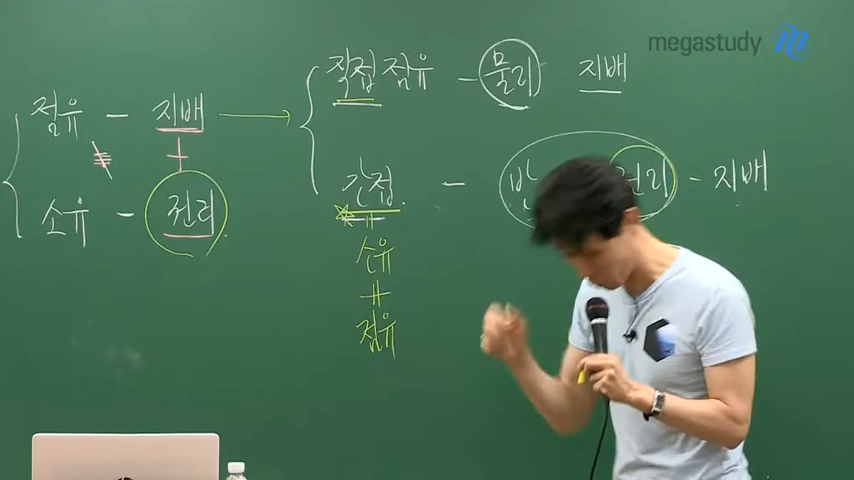 megastudy
직접점유 - 물리 지배
점유 - 지배
간접 - 권리 - 지배
소유 - 권리
소유
+
점유